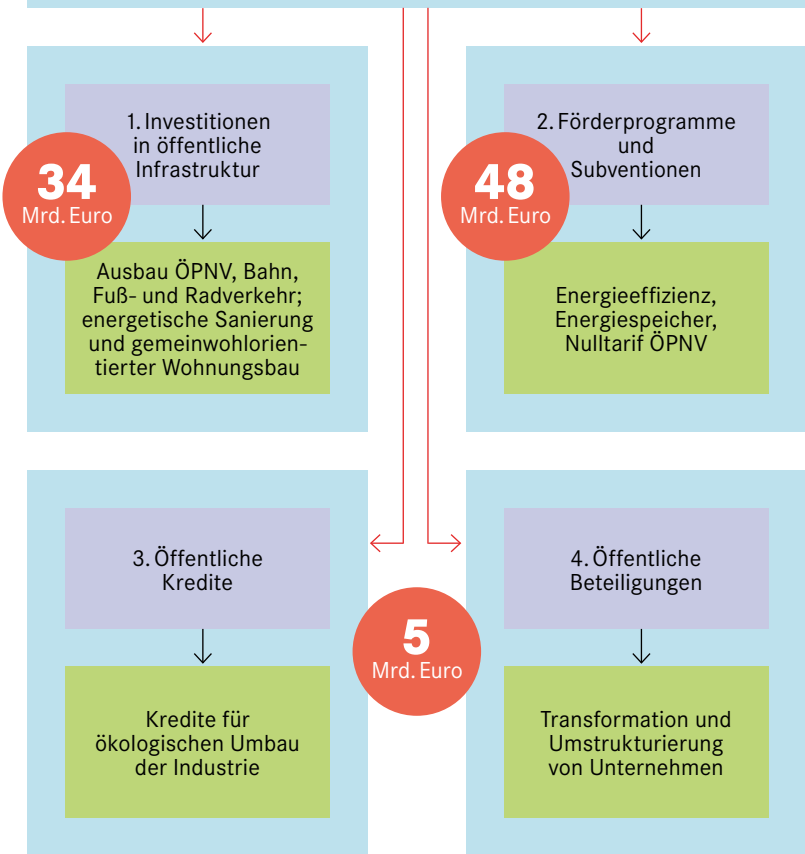 1. Investitionen
in öffentliche
Infrastruktur
34
Mrd. Euro
Ausbau ÖPNV, Bahn,
Fuß- und Radverkehr;
energetische Sanierung
und gemeinwohlorien-
tierter Wohnungsbau
2. Förderprogramme
und
Subventionen
48
Mrd. Euro
Energieeffizienz,
Energiespeicher,
Nulltarif ÖPNV
3. Öffentliche
Kredite
Kredite für
ökologischen Umbau
der Industrie
5
Mrd. Euro
4. Öffentliche
Beteiligungen
Transformation und
Umstrukturierung
von Unternehmen